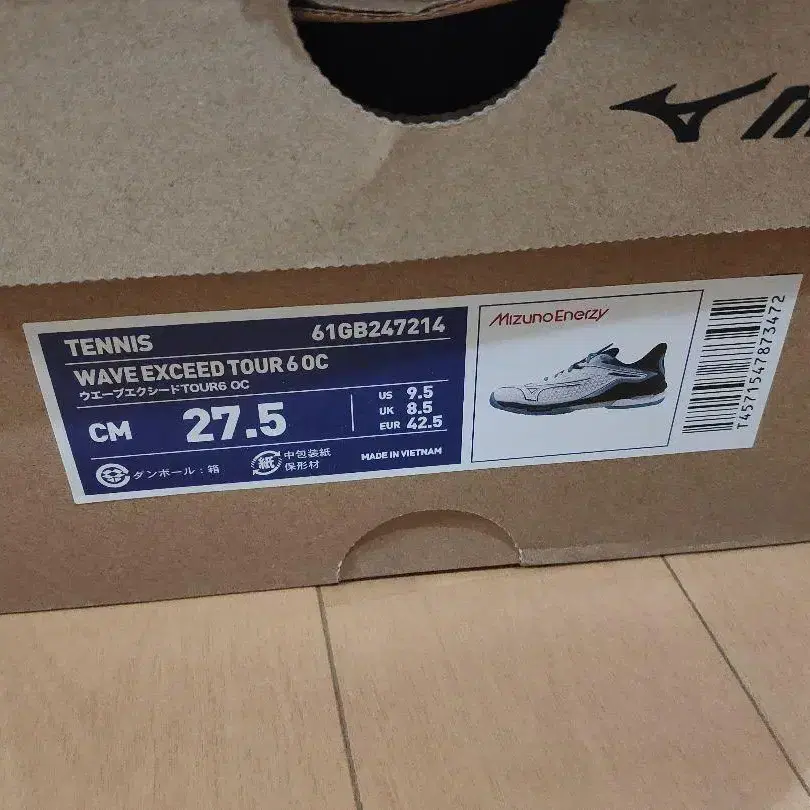 TENNIS
61GB247214
WAVE EXCEED TOUR 6 OC
ウエーブエクシードTOUR6 OC
CM 27.5
US 9.5
UK 8.5
EUR 42.5
ダンボール:箱
紙 中包装紙
保形材
MADE IN VIETNAM
MizunoEnerzy
T4571547873472